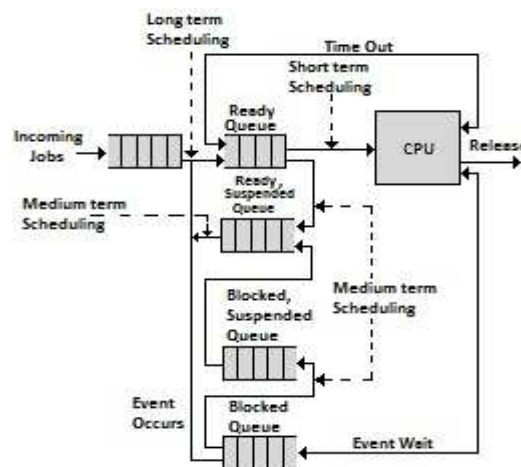 Long term
Scheduling
Time Out
Short term
Scheduling
Ready
Queue
Incoming
Jobs
CPU
Release
Ready,
Suspended
Queue
Medium term
Scheduling
Blocked,
Suspended
Queue
Medium term
Scheduling
Event
Occurs
Blocked
Queue
Event Wait